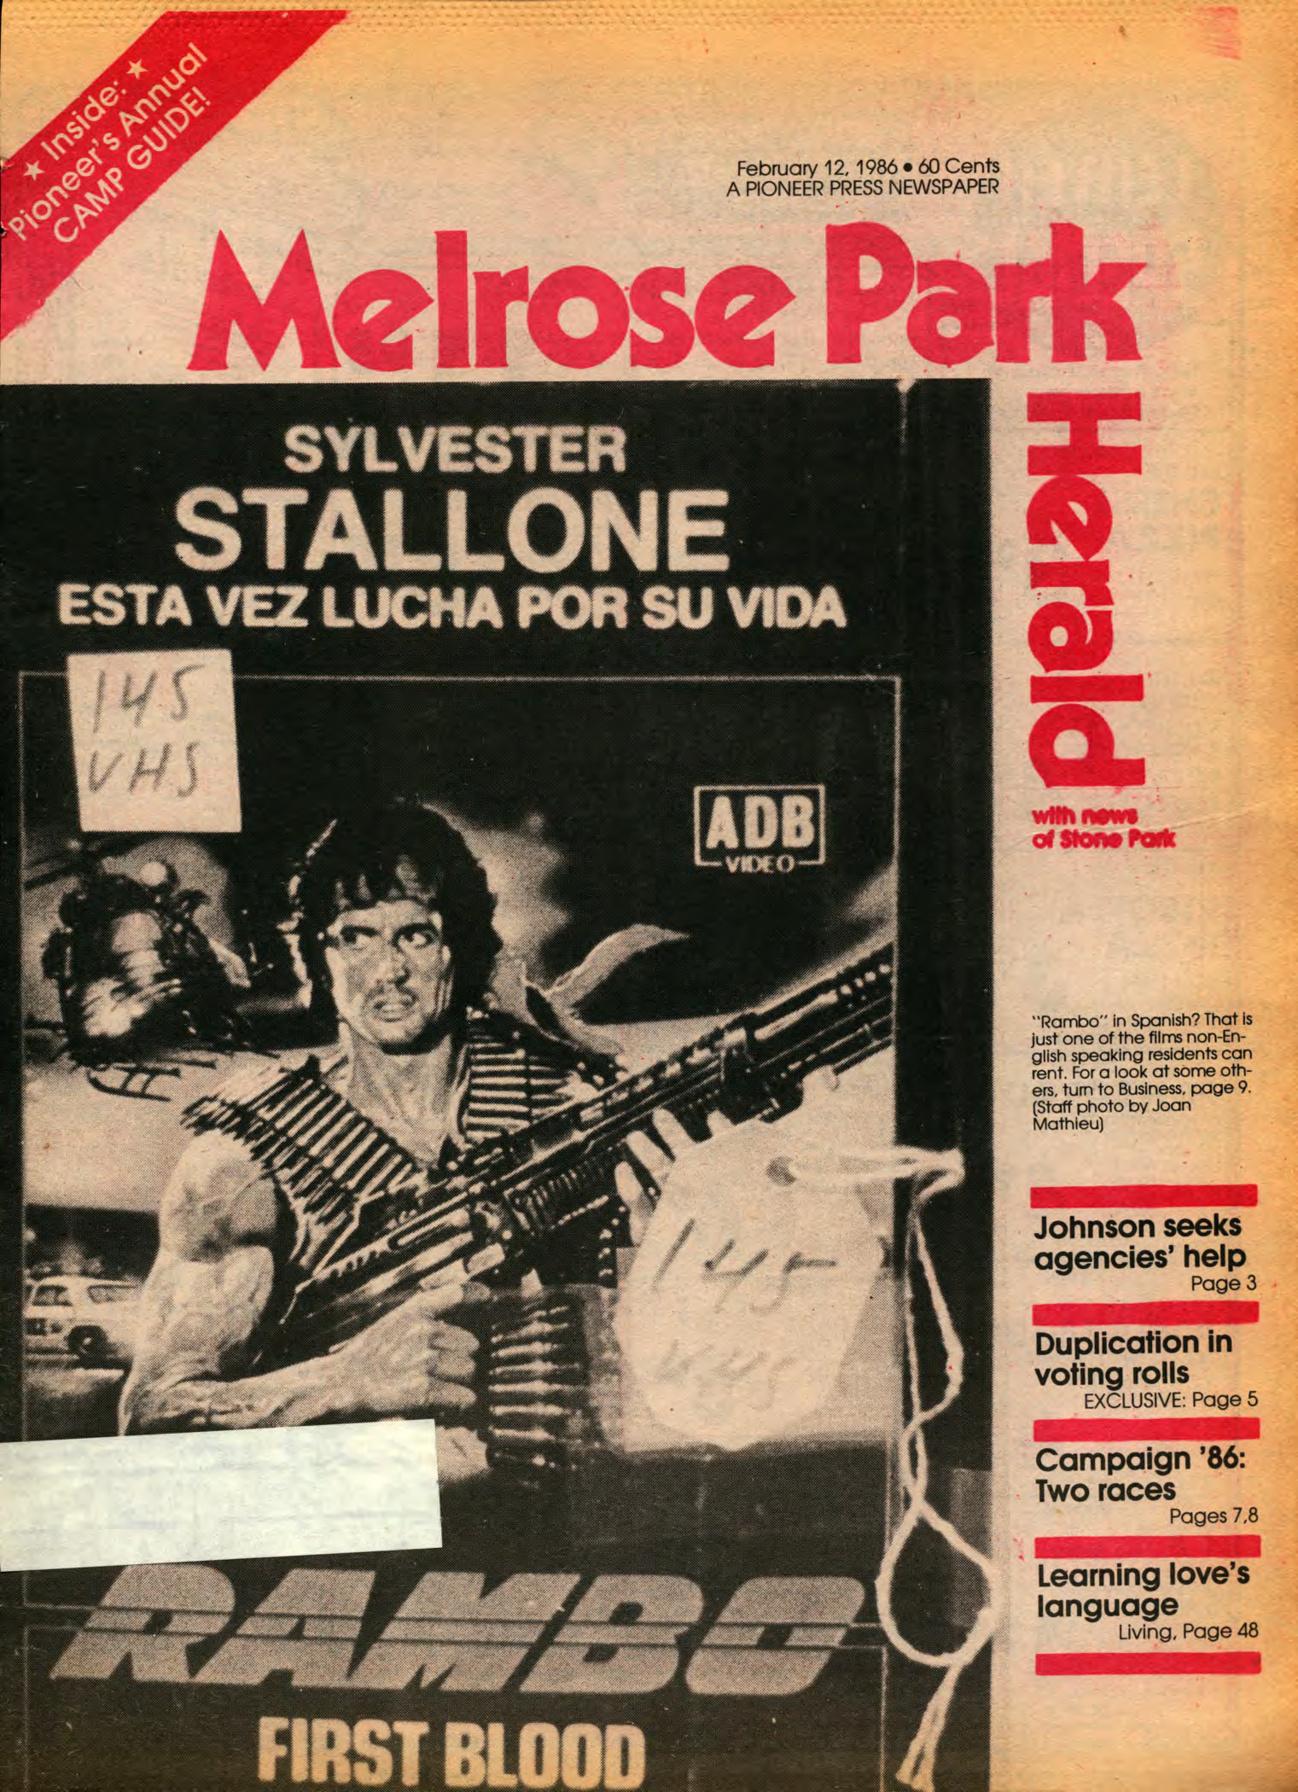 ★ Inside: ★
Pioneer's Annual
CAMP GUIDE!
February 12, 1986 • 60 Cents
A PIONEER PRESS NEWSPAPER
Melrose Park
Herald
with news
of Stone Park
SYLVESTER
STALLONE
ESTA VEZ LUCHA POR SU VIDA
145
VHS
ADB
VIDEO
145
VHS
RAMBO
FIRST BLOOD
"Rambo" in Spanish? That is
just one of the films non-En-
glish speaking residents can
rent. For a look at some oth-
ers, turn to Business, page 9.
(Staff photo by Joan
Mathieu)
Johnson seeks
agencies' help
Page 3
Duplication in
voting rolls
EXCLUSIVE: Page 5
Campaign '86:
Two races
Pages 7,8
Learning love's
language
Living, Page 48